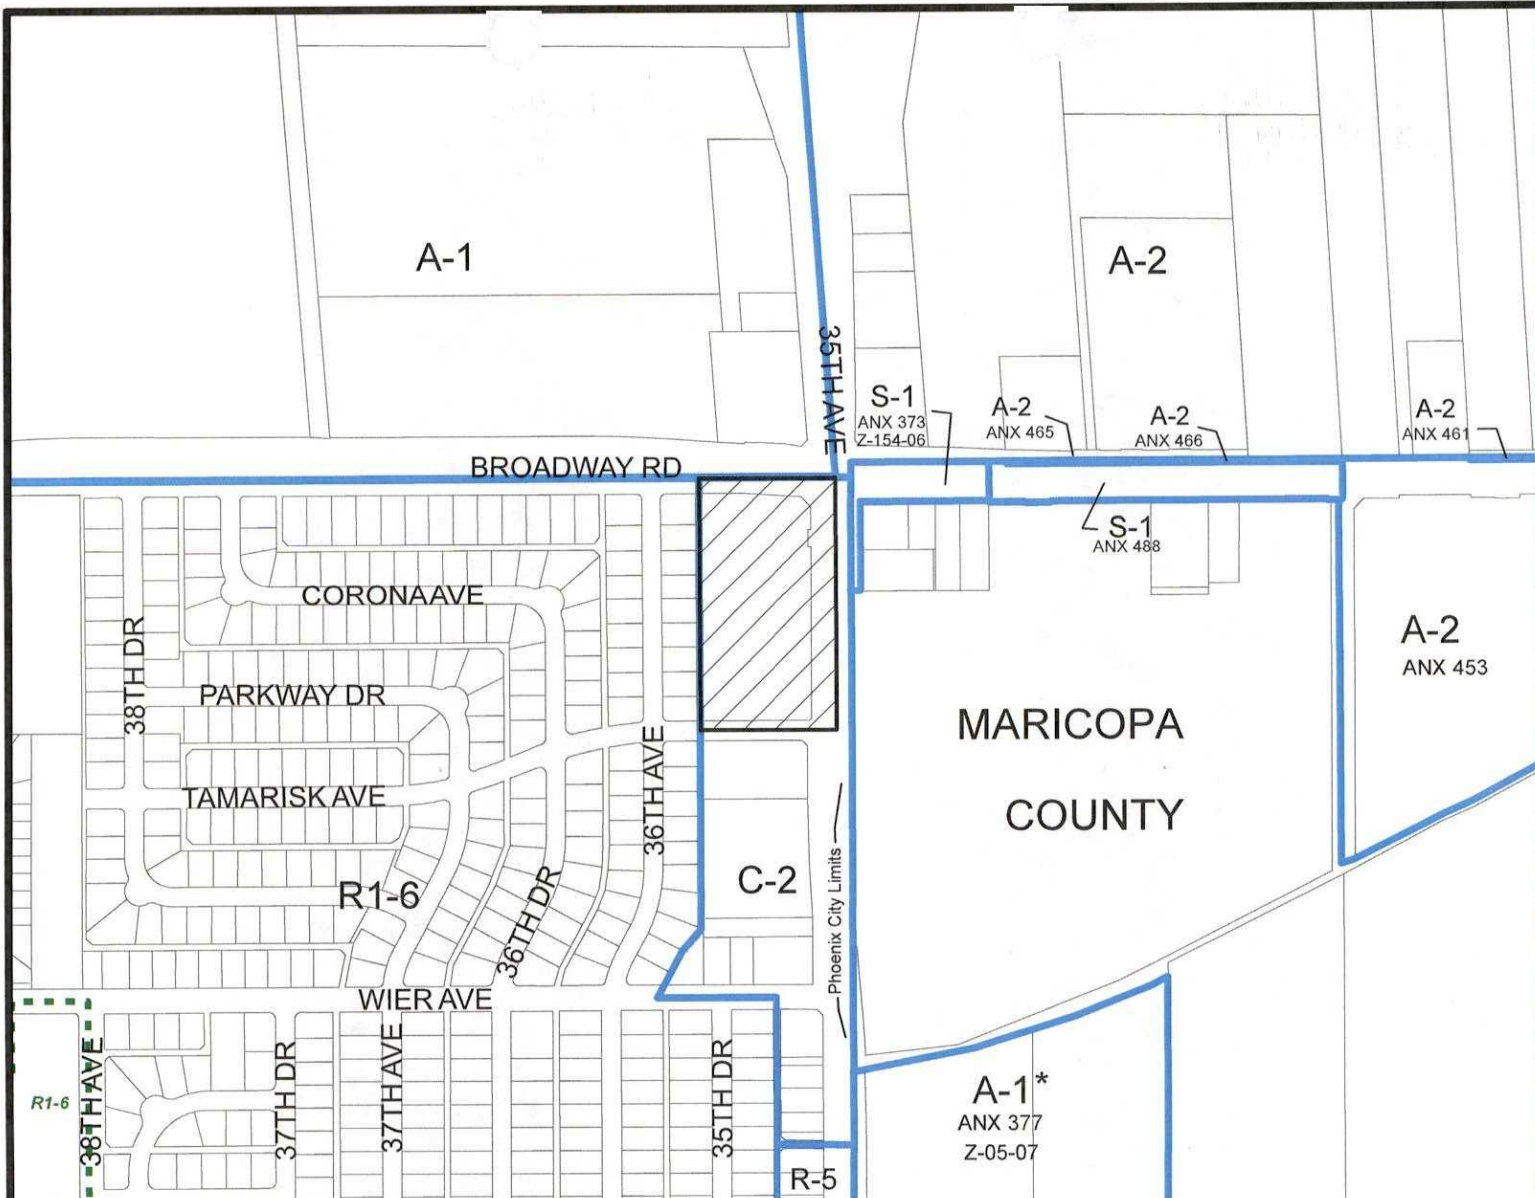 A-1
A-2
35TH AVE
S-1
ANX 373
Z-154-06
A-2
ANX 465
A-2
ANX 466
A-2
ANX 461
BROADWAY RD
S-1
ANX 488
CORONA AVE
38TH DR
PARKWAY DR
A-2
ANX 453
MARICOPA
COUNTY
TAMARISK AVE
36TH AVE
R1-6
36TH DR
C-2
Phoenix City Limits
WIER AVE
R1-6
38TH AVE
37TH DR
37TH AVE
35TH DR
A-1*
ANX 377
Z-05-07
R-5